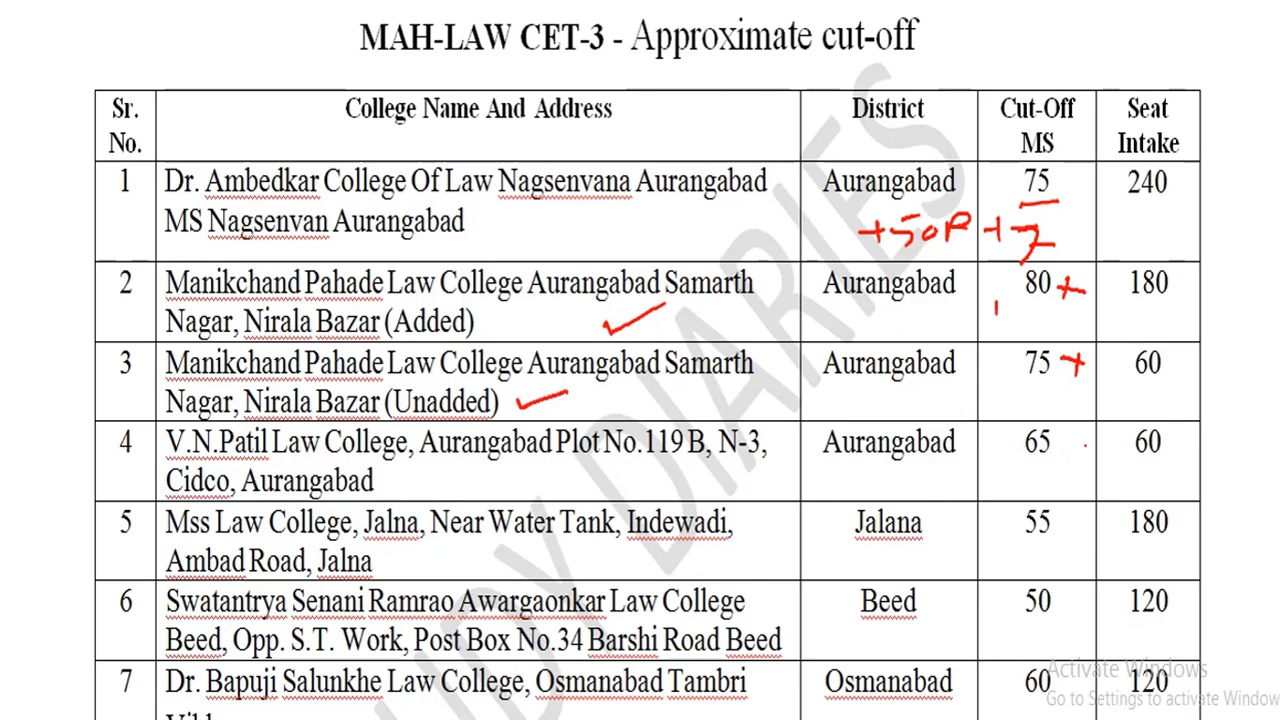 MAH-LAW CET-3 - Approximate cut-off
Sr. No. College Name And Address District Cut-Off MS Seat Intake
1 Dr. Ambedkar College Of Law Nagsenvana Aurangabad Aurangabad 75 240
MS Nagsenvan Aurangabad +50R +7
2 Manikchand Pahade Law College Aurangabad Samarth Aurangabad 80 + 180
Nagar, Nirala Bazar (Added)
3 Manikchand Pahade Law College Aurangabad Samarth Aurangabad 75 + 60
Nagar, Nirala Bazar (Unadded)
4 V.N.Patil Law College, Aurangabad Plot No.119 B, N-3, Aurangabad 65 60
Cidco, Aurangabad
5 Mss Law College, Jalna, Near Water Tank, Indewadi, Jalana 55 180
Ambad Road, Jalna
6 Swatantrya Senani Ramrao Awargaonkar Law College Beed 50 120
Beed, Opp. S.T. Work, Post Box No.34 Barshi Road Beed
7 Dr. Bapuji Salunkhe Law College, Osmanabad Tambri Osmanabad 60 120
UDY DIARIES
Activate Windows
Go to Settings to activate Window